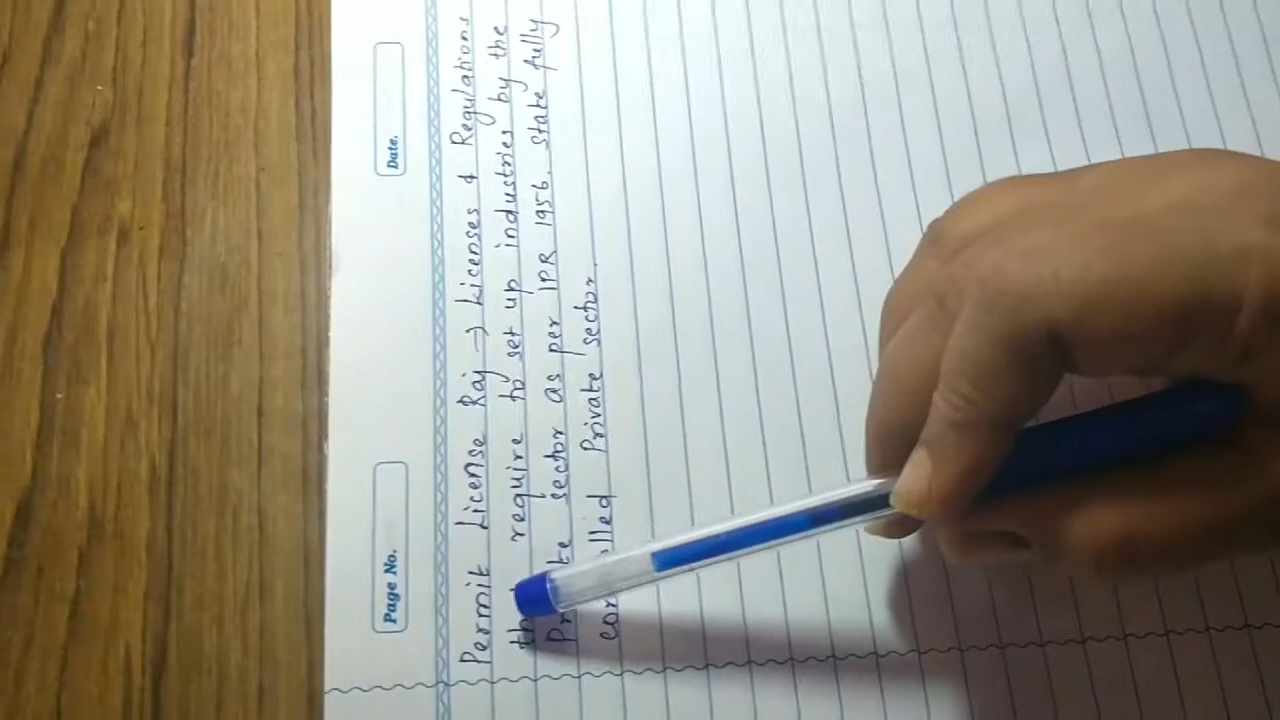 Page No.
Date.
Permit License Raj → Licenses & Regulations
require to set up industries by the
sector as per IPR 1956. State fully
Private sector.